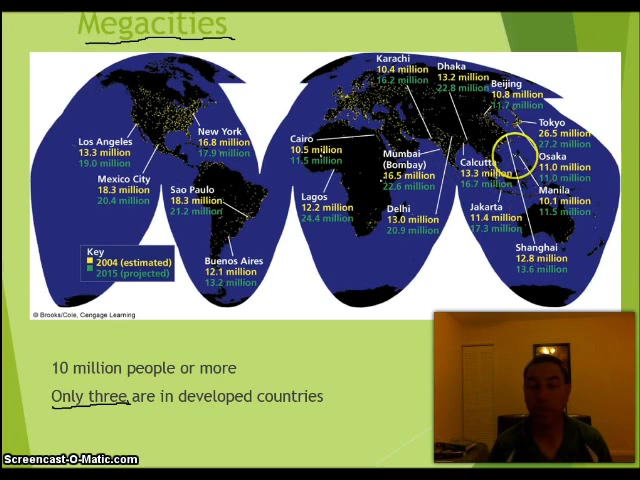 Megacities
Karachi
10.4 million
16.2 million
Dhaka
13.2 million
22.8 million
Beijing
10.8 million
11.7 million
Tokyo
26.5 million
27.2 million
Los Angeles
13.3 million
19.0 million
New York
16.8 million
17.9 million
Cairo
10.5 million
11.5 million
Mumbai
(Bombay)
16.5 million
22.6 million
Calcutta
13.3 million
16.7 million
Osaka
11.0 million
11.0 million
Mexico City
18.3 million
20.4 million
Sao Paulo
18.3 million
21.2 million
Lagos
12.2 million
24.4 million
Delhi
13.0 million
20.9 million
Jakarta
11.4 million
17.3 million
Manila
10.1 million
11.5 million
Buenos Aires
12.1 million
13.2 million
Shanghai
12.8 million
13.6 million
Key
2004 (estimated)
2015 (projected)
© Brooks/Cole, Cengage Learning
10 million people or more
Only three are in developed countries
Screencast-O-Matic.com